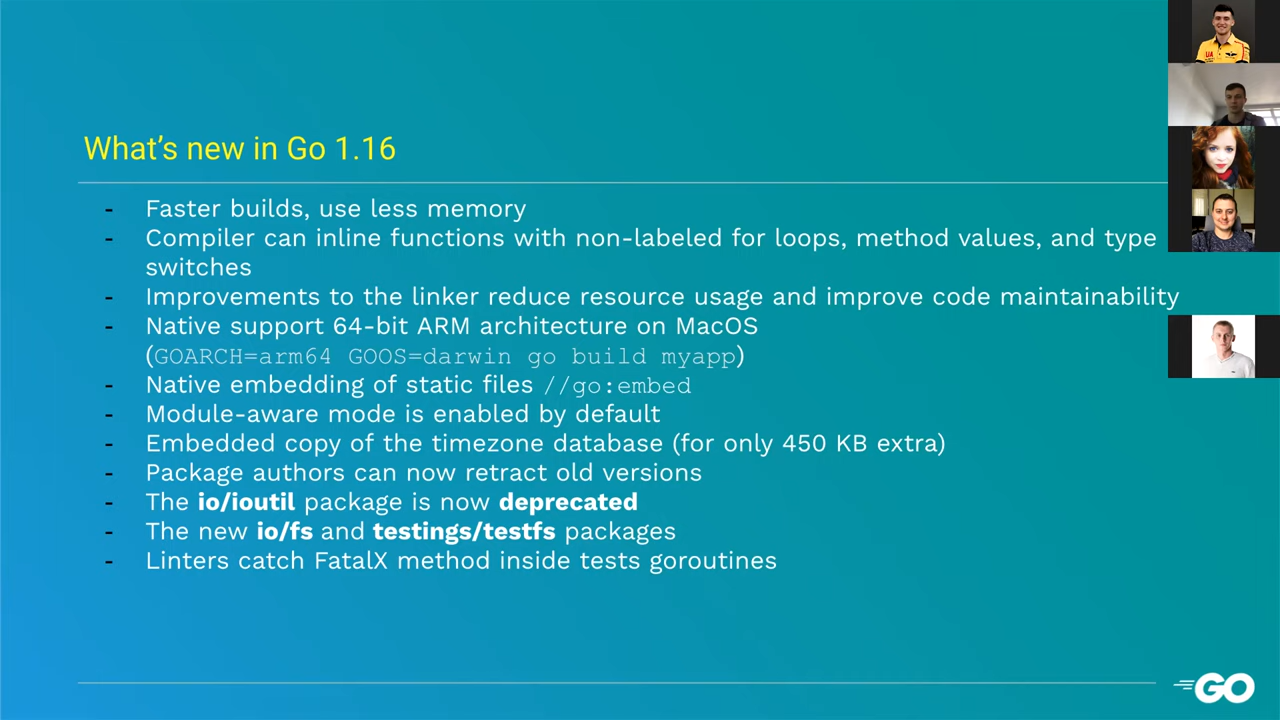 What's new in Go 1.16
- Faster builds, use less memory
- Compiler can inline functions with non-labeled for loops, method values, and type
switches
- Improvements to the linker reduce resource usage and improve code maintainability
- Native support 64-bit ARM architecture on MacOS
(GOARCH=arm64 GOOS=darwin go build myapp)
- Native embedding of static files //go:embed
- Module-aware mode is enabled by default
- Embedded copy of the timezone database (for only 450 KB extra)
- Package authors can now retract old versions
- The io/ioutil package is now deprecated
- The new io/fs and testings/testfs packages
- Linters catch FatalX method inside tests goroutines
GO
UA